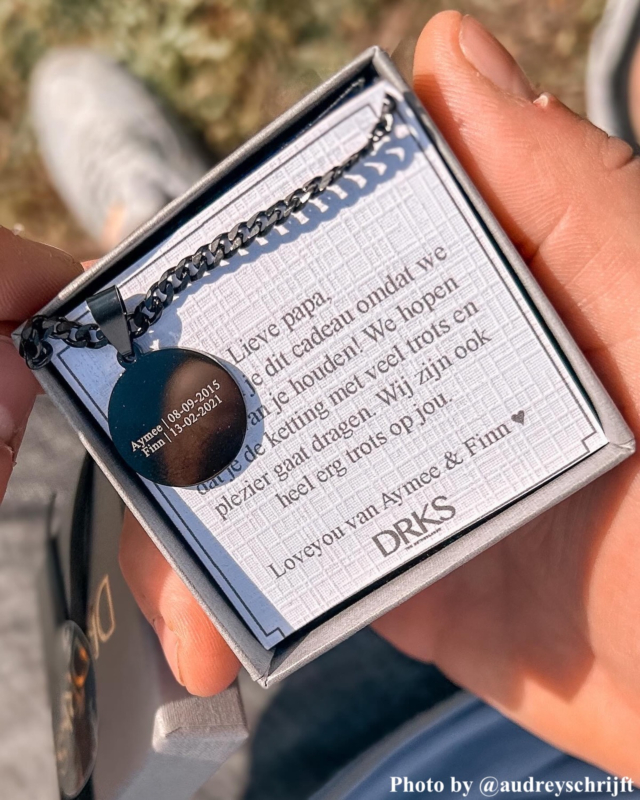 Lieve papa,
je dit cadeau omdat we
van je houden! We hopen
dat je de ketting met veel trots en
plezier gaat dragen. Wij zijn ook
heel erg trots op jou
Loveyou van Aymee & Finn ♥
DRKS
Aymee | 08-09-2015
Finn | 13-02-2021
Photo by @audreyschrijft